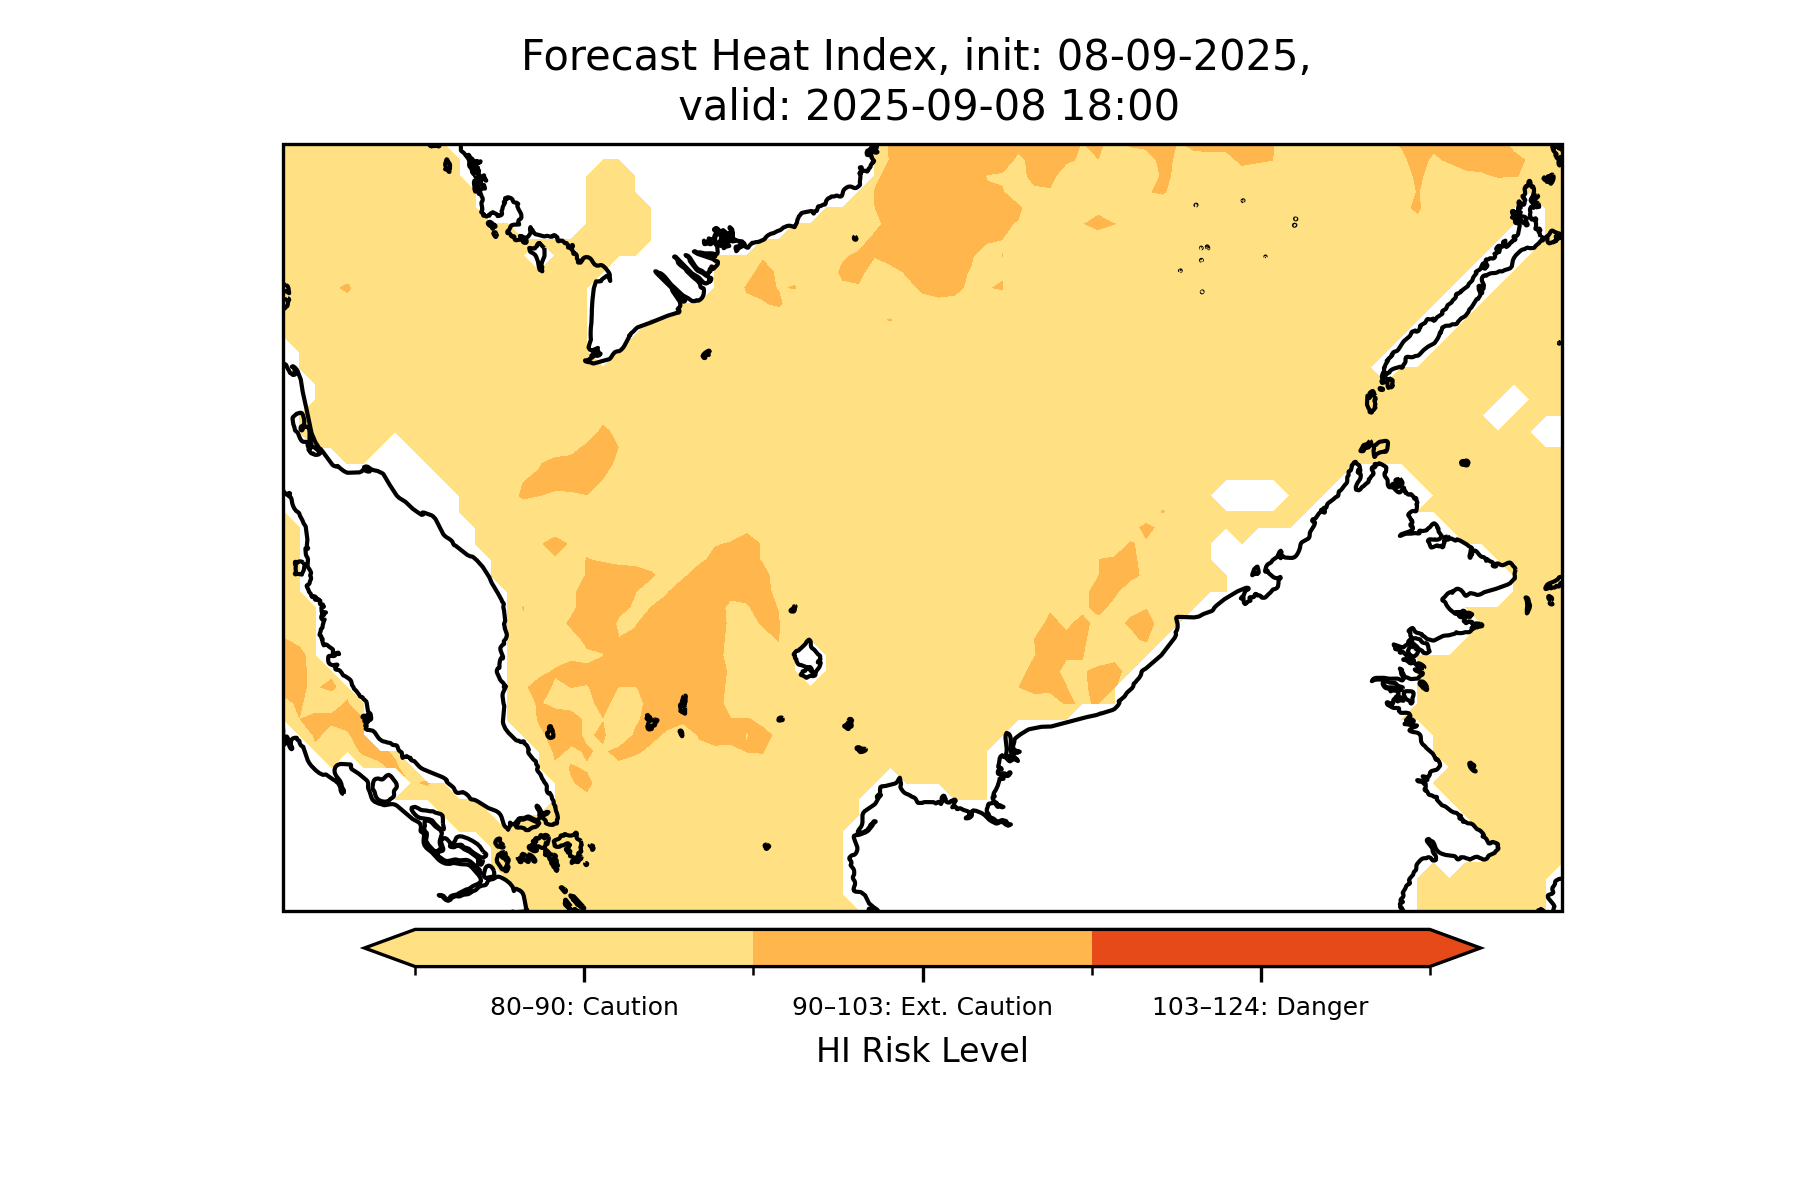 Forecast Heat Index, init: 08-09-2025,
valid: 2025-09-08 18:00
80–90: Caution
90–103: Ext. Caution
103–124: Danger
HI Risk Level